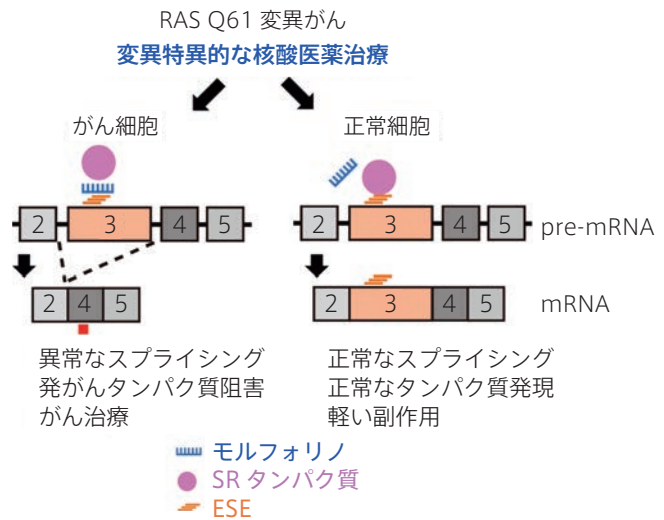 RAS Q61 変異がん
変異特異的な核酸医薬治療
がん細胞
正常細胞
2 3 4 5
2 3 4 5 pre-mRNA
2 4 5
2 3 4 5 mRNA
異常なスプライシング
発がんタンパク質阻害
がん治療
正常なスプライシング
正常なタンパク質発現
軽い副作用
モルフォリノ
SR タンパク質
ESE